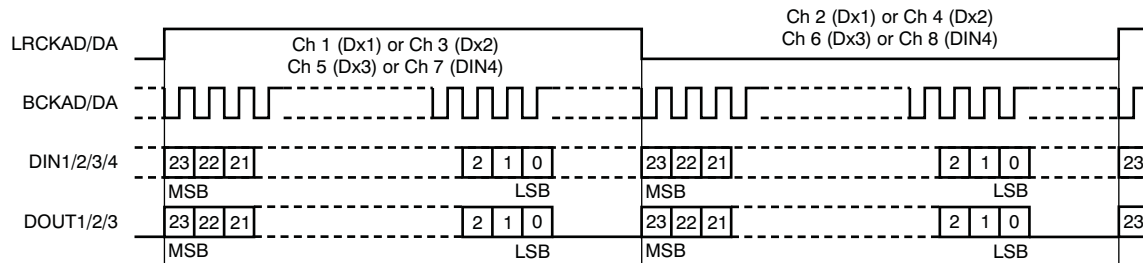 Ch 2 (Dx1) or Ch 4 (Dx2)
Ch 6 (Dx3) or Ch 8 (DIN4)
LRCKAD/DA
Ch 1 (Dx1) or Ch 3 (Dx2)
Ch 5 (Dx3) or Ch 7 (DIN4)
BCKAD/DA
DIN1/2/3/4 23 22 21 2 1 0 23 22 21 2 1 0 23
MSB LSB MSB LSB
DOUT1/2/3 23 22 21 2 1 0 23 22 21 2 1 0 23
MSB LSB MSB LSB